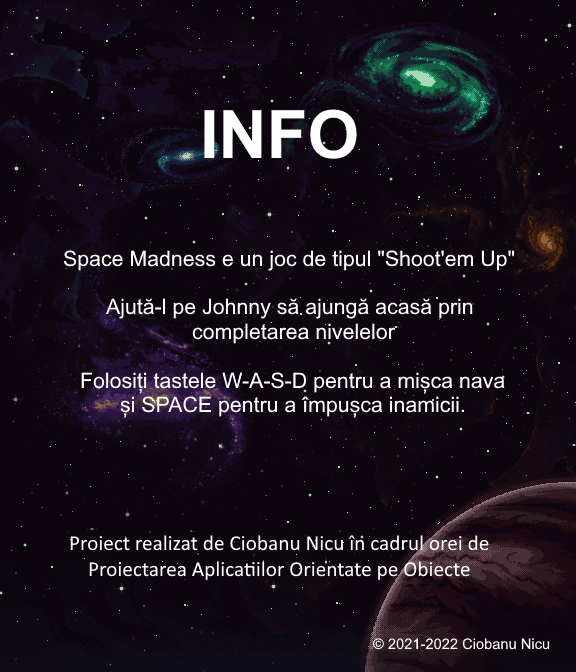 INFO
Space Madness e un joc de tipul "Shoot'em Up"
Ajută-l pe Johnny să ajungă acasă prin
completarea nivelelor
Folosiți tastele W-A-S-D pentru a mișca nava
și SPACE pentru a împușca inamicii.
Proiect realizat de Ciobanu Nicu în cadrul orei de
Proiectarea Aplicatiilor Orientate pe Obiecte
© 2021-2022 Ciobanu Nicu